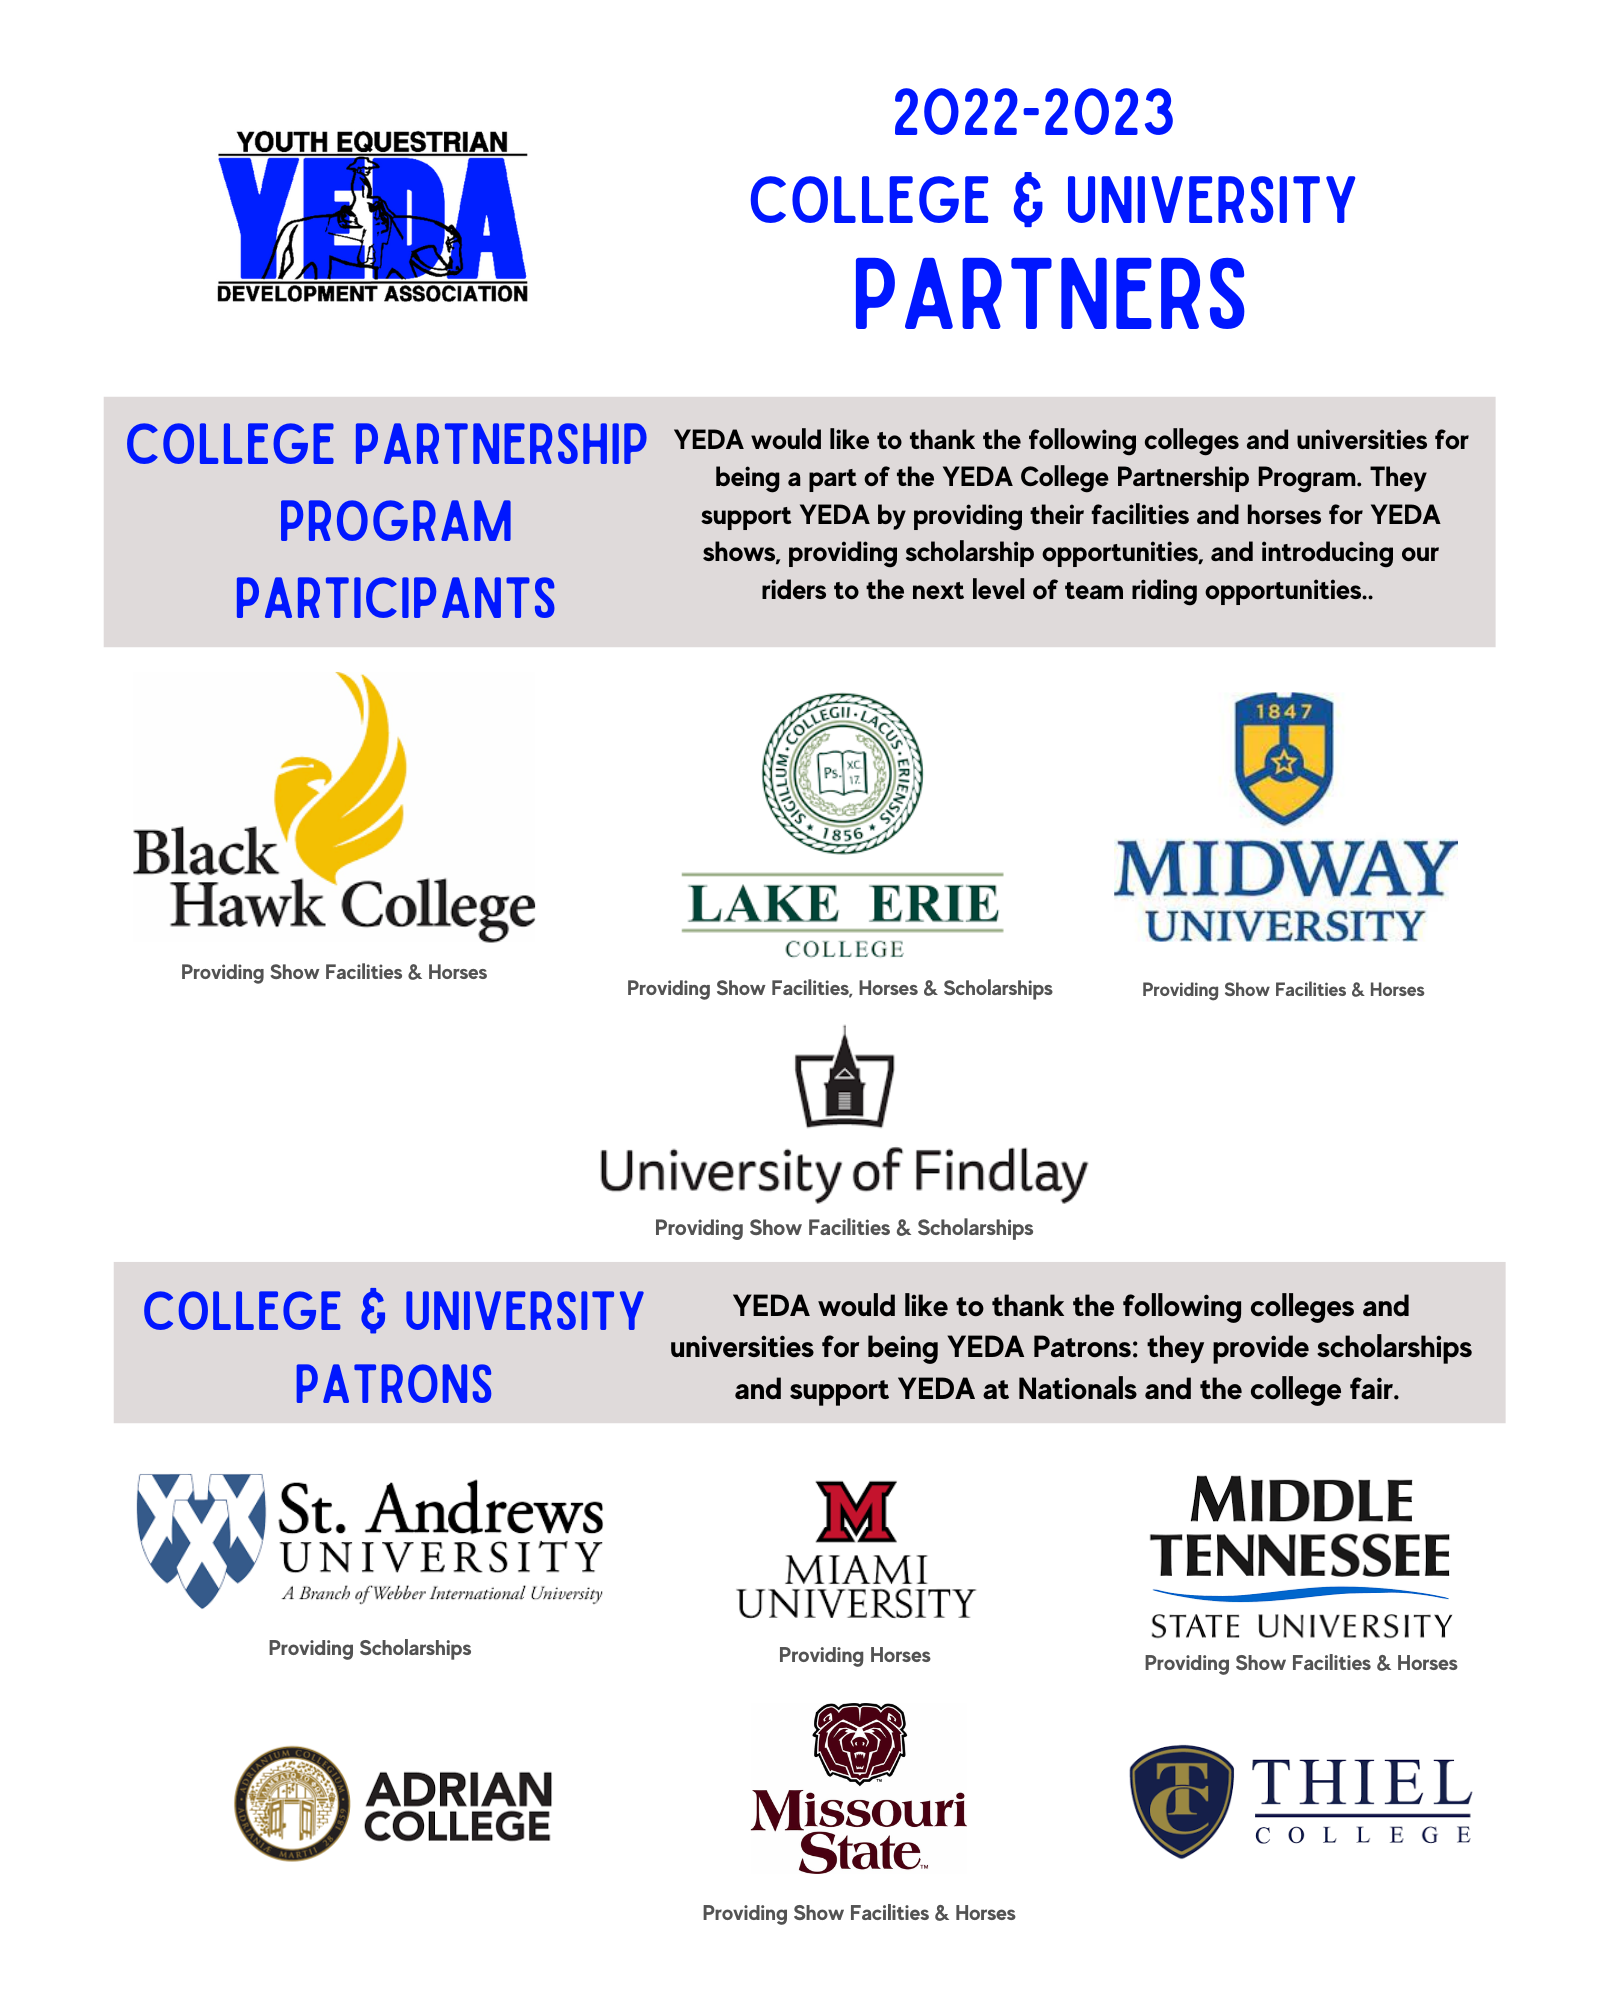 YOUTH EQUESTRIAN
YEDA
DEVELOPMENT ASSOCIATION
2022-2023
COLLEGE & UNIVERSITY
PARTNERS
COLLEGE PARTNERSHIP
PROGRAM
PARTICIPANTS
YEDA would like to thank the following colleges and universities for
being a part of the YEDA College Partnership Program. They
support YEDA by providing their facilities and horses for YEDA
shows, providing scholarship opportunities, and introducing our
riders to the next level of team riding opportunities..
Black
Hawk College
Providing Show Facilities & Horses
SIGILLUM · COLLEGII · LACUS · ERIENSIS
Ps. XC. 17.
* 1856 *
LAKE ERIE
COLLEGE
Providing Show Facilities, Horses & Scholarships
1847
MIDWAY
UNIVERSITY
Providing Show Facilities & Horses
University of Findlay
Providing Show Facilities & Scholarships
COLLEGE & UNIVERSITY
PATRONS
YEDA would like to thank the following colleges and
universities for being YEDA Patrons: they provide scholarships
and support YEDA at Nationals and the college fair.
St. Andrews
UNIVERSITY
A Branch of Webber International University
Providing Scholarships
M
MIAMI
UNIVERSITY
Providing Horses
MIDDLE
TENNESSEE
STATE UNIVERSITY
Providing Show Facilities & Horses
ADRIAN
COLLEGE
Missouri
State™
Providing Show Facilities & Horses
TC
THIEL
COLLEGE